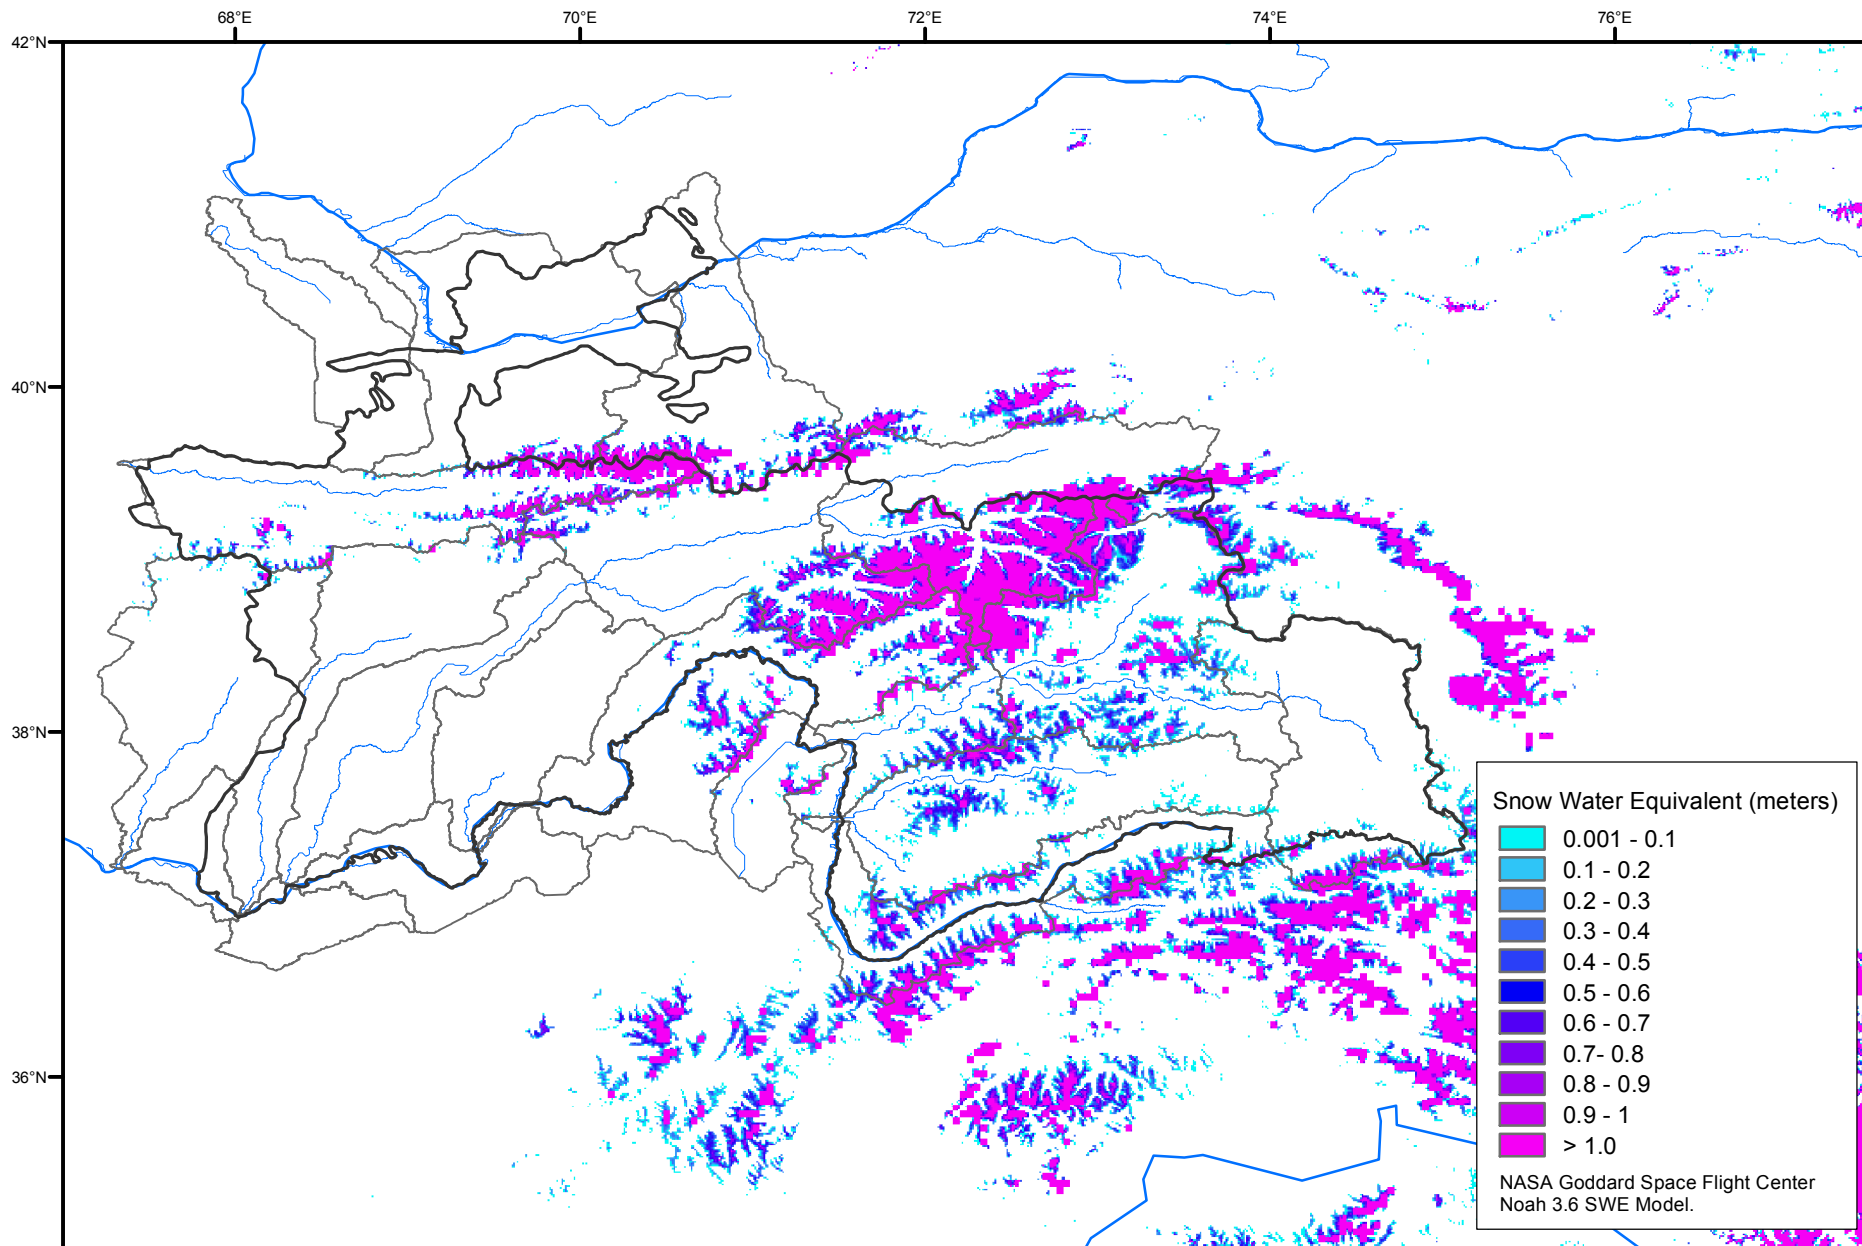 68°E 70°E 72°E 74°E 76°E
42°N
40°N
38°N
36°N
Snow Water Equivalent (meters)
0.001 - 0.1
0.1 - 0.2
0.2 - 0.3
0.3 - 0.4
0.4 - 0.5
0.5 - 0.6
0.6 - 0.7
0.7- 0.8
0.8 - 0.9
0.9 - 1
> 1.0
NASA Goddard Space Flight Center
Noah 3.6 SWE Model.